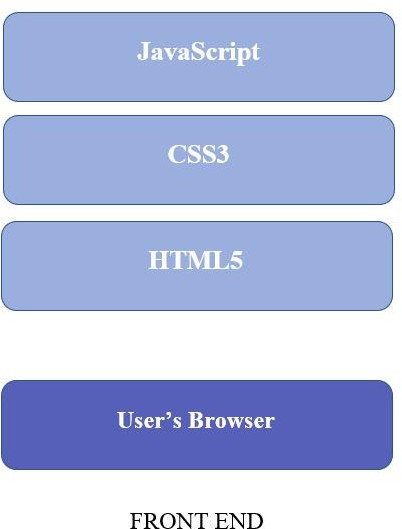 JavaScript
CSS3
HTML5
User’s Browser
FRONT END